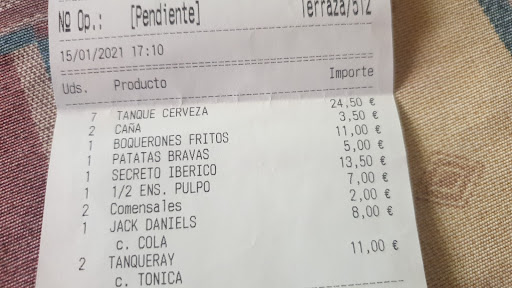 Nº Op.: [Pendiente] Terraza/512
15/01/2021 17:10
Uds. Producto Importe
7 TANQUE CERVEZA 24,50 €
2 CAÑA 3,50 €
1 BOQUERONES FRITOS 11,00 €
1 PATATAS BRAVAS 5,00 €
1 SECRETO IBERICO 13,50 €
1 1/2 ENS. PULPO 7,00 €
2 Comensales 2,00 €
1 JACK DANIELS 8,00 €
c. COLA
2 TANQUERAY 11,00 €
c. TONICA